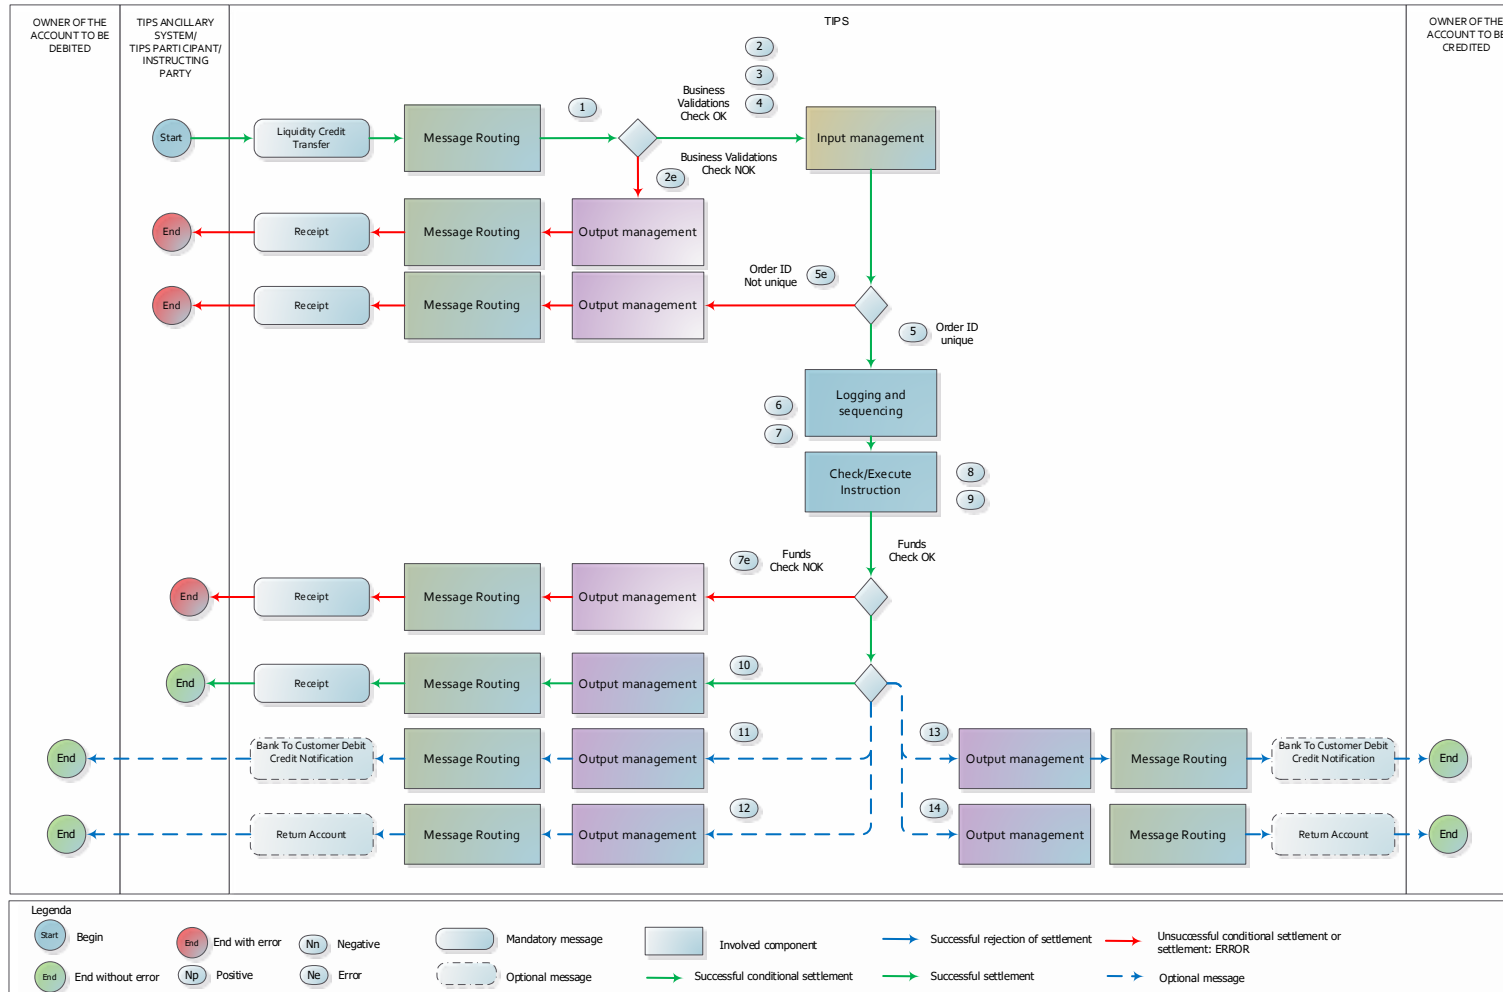 OWNER OF THE
ACCOUNT TO BE
DEBITED
TIPS ANCILLARY
SYSTEM/
TIPS PARTICIPANT/
INSTRUCTING
PARTY
TIPS
OWNER OF THE
ACCOUNT TO BE
CREDITED
2
3
4
1
Business
Validations
Check OK
Start
Liquidity Credit
Transfer
Message Routing
Input management
Business Validations
Check NOK
2e
End
Receipt
Message Routing
Output management
Order ID
Not unique
5e
End
Receipt
Message Routing
Output management
5
Order ID
unique
Logging and
sequencing
6
7
Check/Execute
Instruction
8
9
7e
Funds
Check NOK
Funds
Check OK
End
Receipt
Message Routing
Output management
10
End
Receipt
Message Routing
Output management
11
13
End
Bank To Customer Debit
Credit Notification
Message Routing
Output management
Output management
Message Routing
Bank To Customer Debit
Credit Notification
End
12
14
End
Return Account
Message Routing
Output management
Output management
Message Routing
Return Account
End
Legenda
Start
Begin
End
End with error
Nn
Negative
Mandatory message
Involved component
Successful rejection of settlement
Unsuccessful conditional settlement or
settlement: ERROR
End
End without error
Np
Positive
Ne
Error
Optional message
Successful conditional settlement
Successful settlement
Optional message